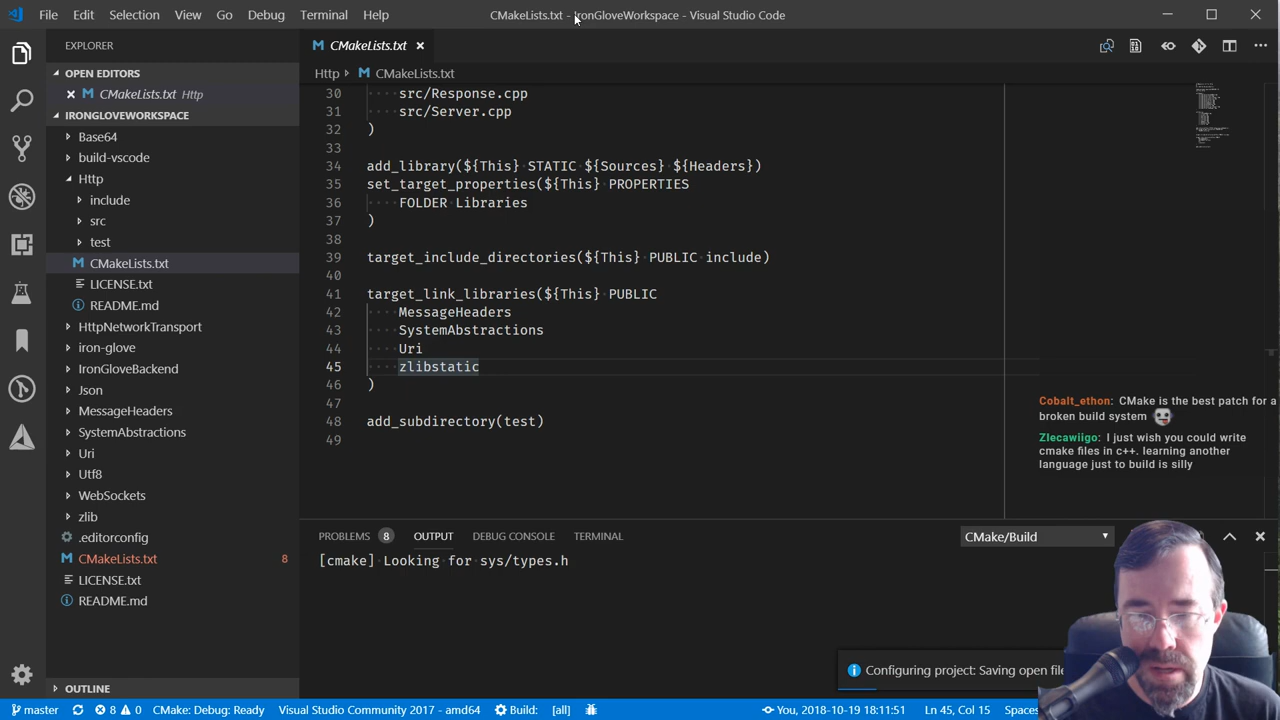 File Edit Selection View Go Debug Terminal Help
CMakeLists.txt - IronGloveWorkspace - Visual Studio Code
EXPLORER
OPEN EDITORS
CMakeLists.txt Http
IRONGLOVEWORKSPACE
Base64
build-vscode
Http
include
src
test
CMakeLists.txt
LICENSE.txt
README.md
HttpNetworkTransport
iron-glove
IronGloveBackend
Json
MessageHeaders
SystemAbstractions
Uri
Utf8
WebSockets
zlib
.editorconfig
CMakeLists.txt 8
LICENSE.txt
README.md
OUTLINE
CMakeLists.txt
Http CMakeLists.txt
30 src/Response.cpp
31 src/Server.cpp
32 )
33
34 add_library(${This} STATIC ${Sources} ${Headers})
35 set_target_properties(${This} PROPERTIES
36 FOLDER Libraries
37 )
38
39 target_include_directories(${This} PUBLIC include)
40
41 target_link_libraries(${This} PUBLIC
42 MessageHeaders
43 SystemAbstractions
44 Uri
45 zlibstatic
46 )
47
48 add_subdirectory(test)
49
Cobalt_ethon: CMake is the best patch for a
broken build system
Zlecawiigo: I just wish you could write
cmake files in c++. learning another
language just to build is silly
PROBLEMS 8 OUTPUT DEBUG CONSOLE TERMINAL
CMake/Build
[cmake] Looking for sys/types.h
Configuring project: Saving open file
master 8 0 CMake: Debug: Ready Visual Studio Community 2017 - amd64 Build: [all] You, 2018-10-19 18:11:51 Ln 45, Col 15 Spaces